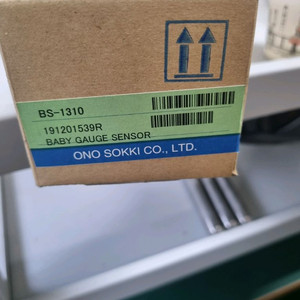 BS-1310
191201539R
BABY GAUGE SENSOR
ONO SOKKI CO., LTD.